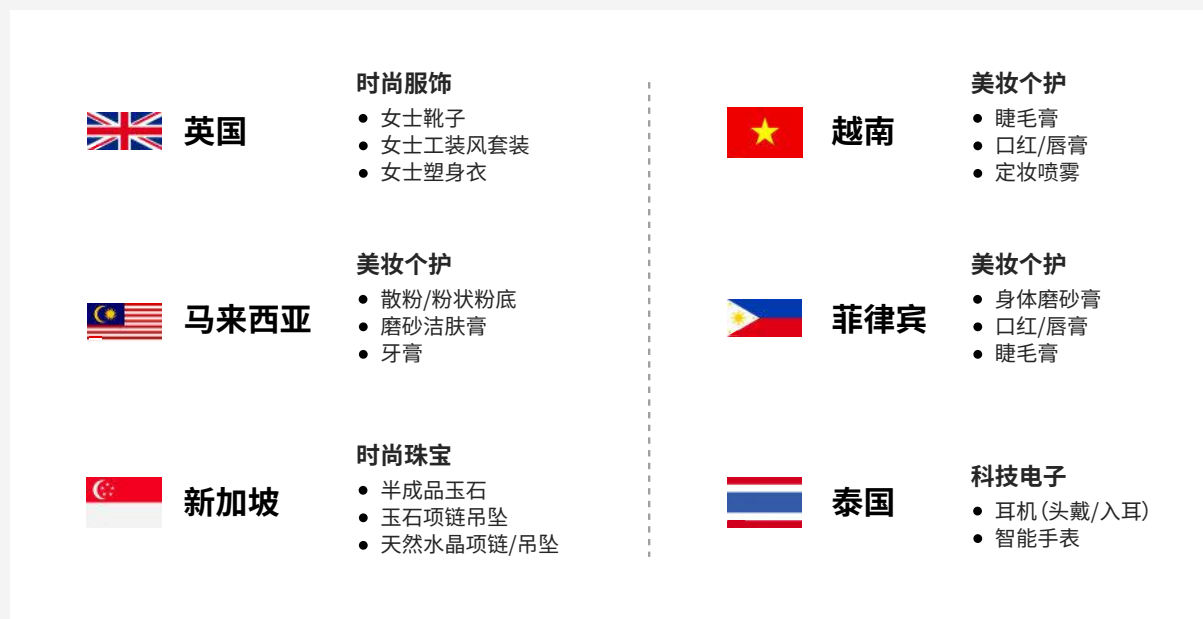 英国
时尚服饰
● 女士靴子
● 女士工装风套装
● 女士塑身衣
马来西亚
美妆个护
● 散粉/粉状粉底
● 磨砂洁肤膏
● 牙膏
新加坡
时尚珠宝
● 半成品玉石
● 玉石项链吊坠
● 天然水晶项链/吊坠
越南
美妆个护
● 睫毛膏
● 口红/唇膏
● 定妆喷雾
菲律宾
美妆个护
● 身体磨砂膏
● 口红/唇膏
● 睫毛膏
泰国
科技电子
● 耳机(头戴/入耳)
● 智能手表